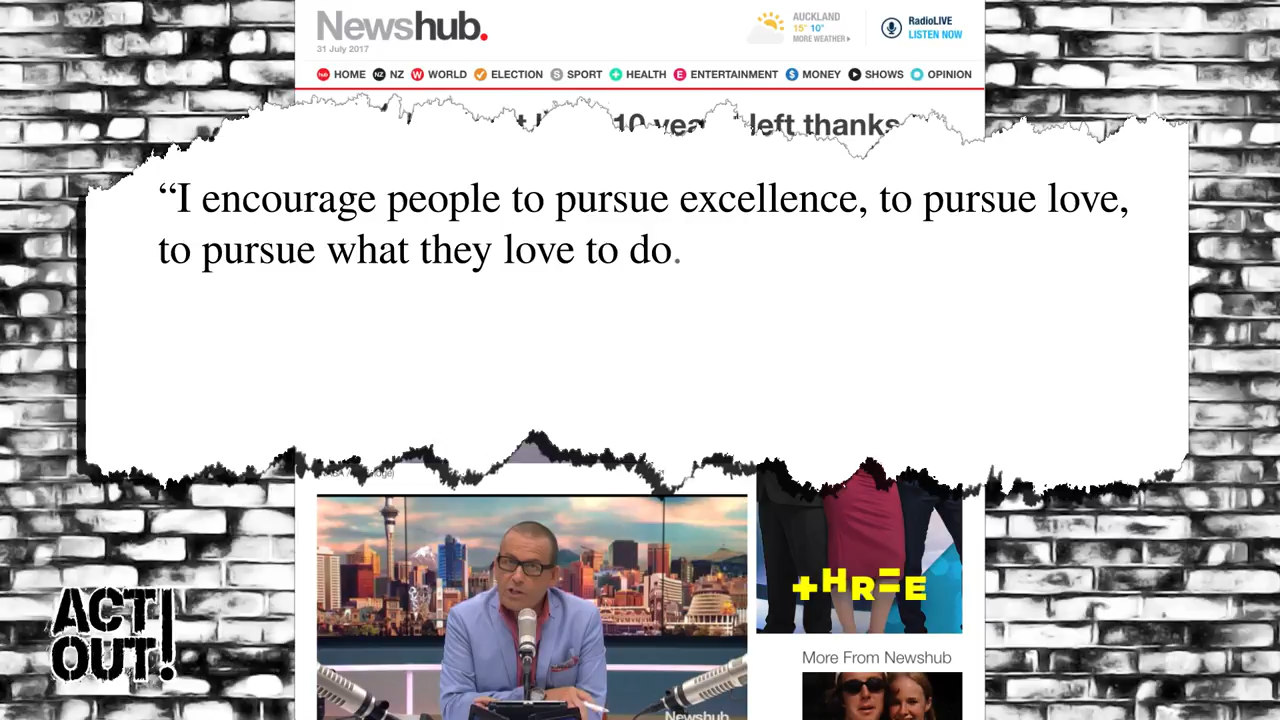 Newshub.
31 July 2017
AUCKLAND
15° 10°
MORE WEATHER
RadioLIVE
LISTEN NOW
HOME NZ NZ W WORLD ELECTION S SPORT HEALTH E ENTERTAINMENT $ MONEY SHOWS OPINION
10 left thanks
“I encourage people to pursue excellence, to pursue love,
to pursue what they love to do.
THREE
ACT
OUT!
More From Newshub
Newshub